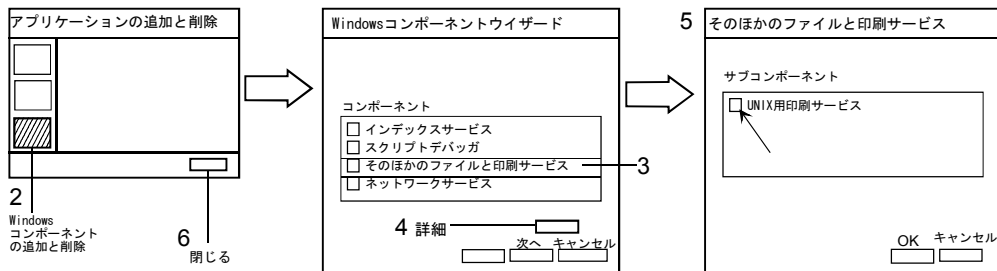 アプリケーションの追加と削除
2
Windows
コンポーネント
の追加と削除
6
閉じる
Windowsコンポーネントウイザード
コンポーネント
インデックスサービス
スクリプトデバッガ
そのほかのファイルと印刷サービス
ネットワークサービス
3
4 詳細
次へ キャンセル
5
そのほかのファイルと印刷サービス
サブコンポーネント
UNIX用印刷サービス
OK キャンセル